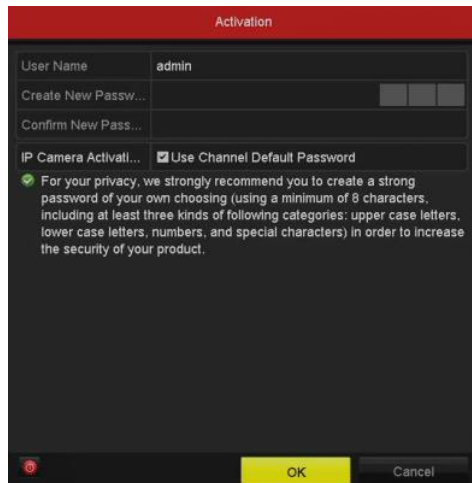 Activation
User Name admin
Create New Passw...
Confirm New Pass...
IP Camera Activati... Use Channel Default Password
For your privacy, we strongly recommend you to create a strong
password of your own choosing (using a minimum of 8 characters,
including at least three kinds of following categories: upper case letters,
lower case letters, numbers, and special characters) in order to increase
the security of your product.
OK Cancel